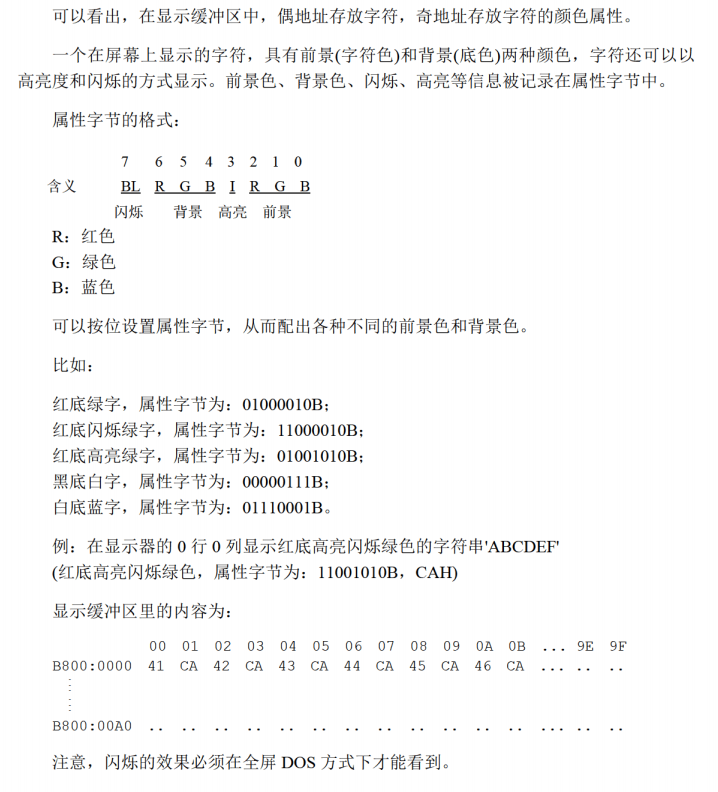 可以看出，在显示缓冲区中，偶地址存放字符，奇地址存放字符的颜色属性。
一个在屏幕上显示的字符，具有前景(字符色)和背景(底色)两种颜色，字符还可以以
高亮度和闪烁的方式显示。前景色、背景色、闪烁、高亮等信息被记录在属性字节中。
属性字节的格式：
7 6 5 4 3 2 1 0
含义 BL R G B I R G B
闪烁 背景 高亮 前景
R：红色
G：绿色
B：蓝色
可以按位设置属性字节，从而配出各种不同的前景色和背景色。
比如：
红底绿字，属性字节为：01000010B；
红底闪烁绿字，属性字节为：11000010B；
红底高亮绿字，属性字节为：01001010B；
黑底白字，属性字节为：00000111B；
白底蓝字，属性字节为：01110001B。
例：在显示器的 0 行 0 列显示红底高亮闪烁绿色的字符串'ABCDEF'
(红底高亮闪烁绿色，属性字节为：11001010B，CAH)
显示缓冲区里的内容为：
00 01 02 03 04 05 06 07 08 09 0A 0B ... 9E 9F
B800:0000 41 CA 42 CA 43 CA 44 CA 45 CA 46 CA ... .. ..
⋮
B800:00A0 .. .. .. .. .. .. .. .. .. .. .. .. ... .. ..
注意，闪烁的效果必须在全屏 DOS 方式下才能看到。